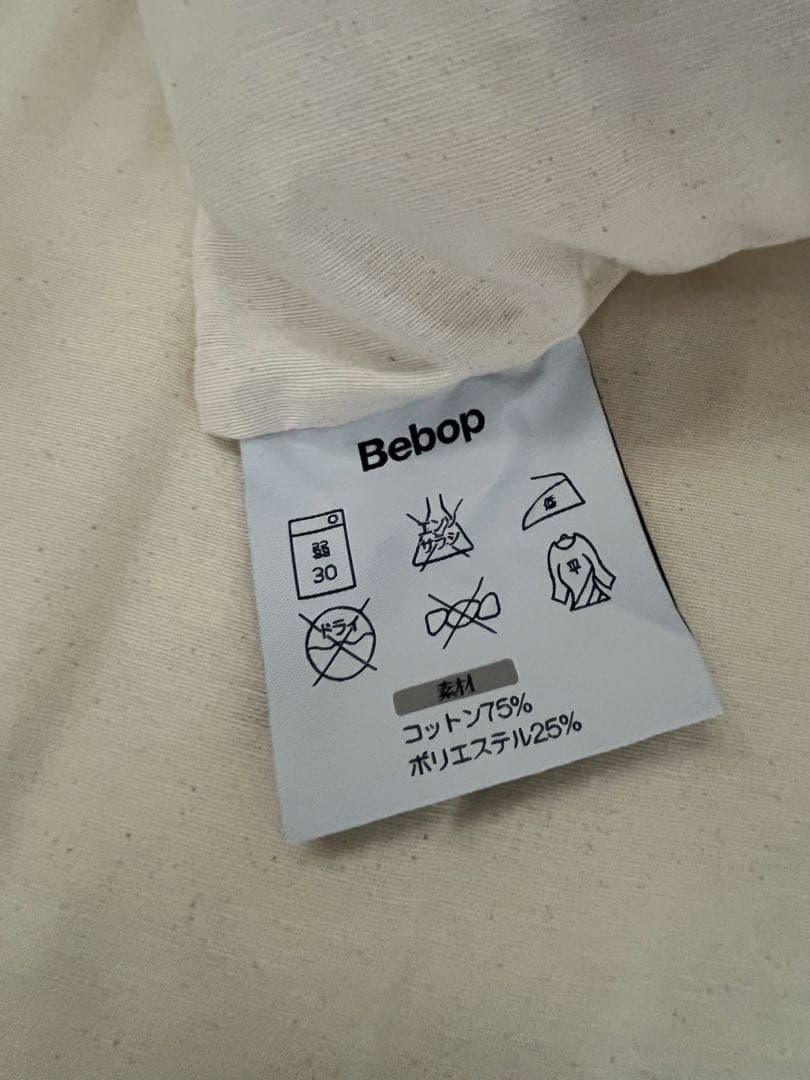 Bebop
弱
30
エンソ
サラシ
低
ドライ
平
素材
コットン75%
ポリエステル25%